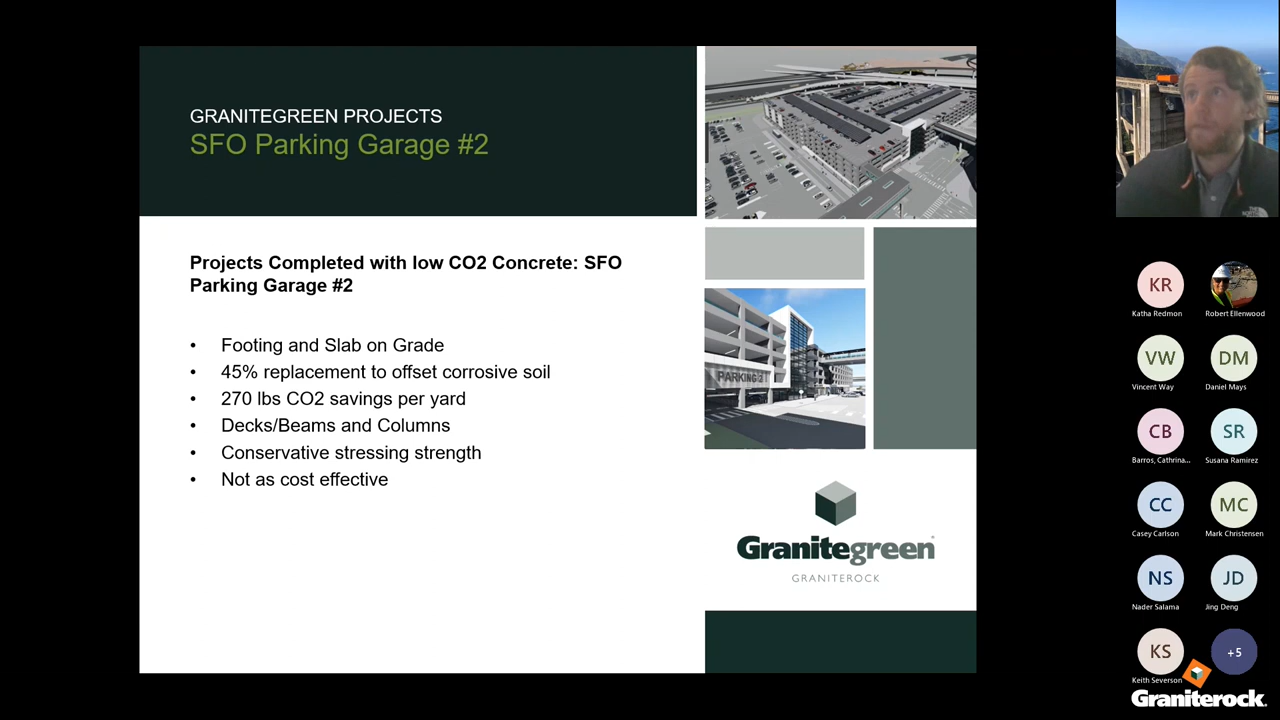 GRANITEGREEN PROJECTS
SFO Parking Garage #2
Projects Completed with low CO2 Concrete: SFO
Parking Garage #2
• Footing and Slab on Grade
• 45% replacement to offset corrosive soil
• 270 lbs CO2 savings per yard
• Decks/Beams and Columns
• Conservative stressing strength
• Not as cost effective
PARKING 2
Granitegreen
GRANITEROCK
KR
Katha Redmon
Robert Ellenwood
VW
Vincent Way
DM
Daniel Mays
CB
Barros, Cathrina...
SR
Susana Ramirez
CC
Casey Carlson
MC
Mark Christensen
NS
Nader Salama
JD
Jing Deng
KS
Keith Severson
+5
Graniterock.